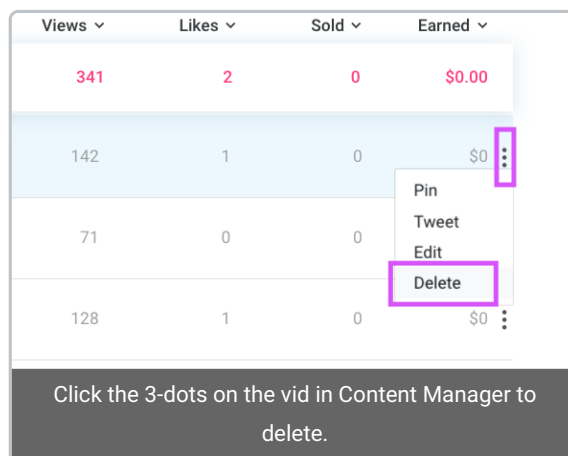 Views Likes Sold Earned
341 2 0 $0.00
142 1 0 $0
Pin
Tweet
71 0 0
Edit
Delete
128 1 0 $0
Click the 3-dots on the vid in Content Manager to
delete.